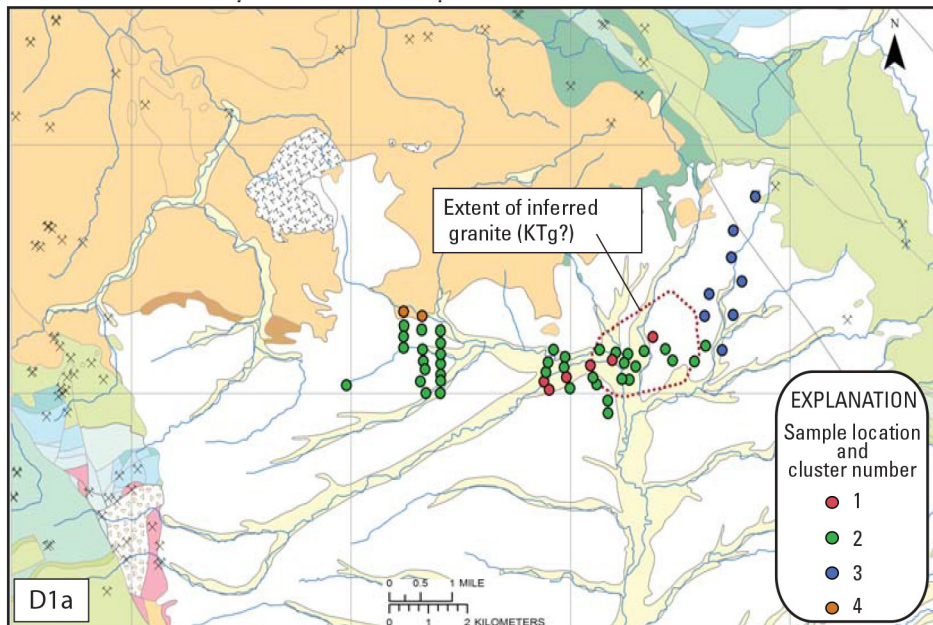 N
Extent of inferred
granite (KTg?)
EXPLANATION
Sample location
and
cluster number
1
2
3
4
D1a
0 0.5 1 MILE
0 1 2 KILOMETERS